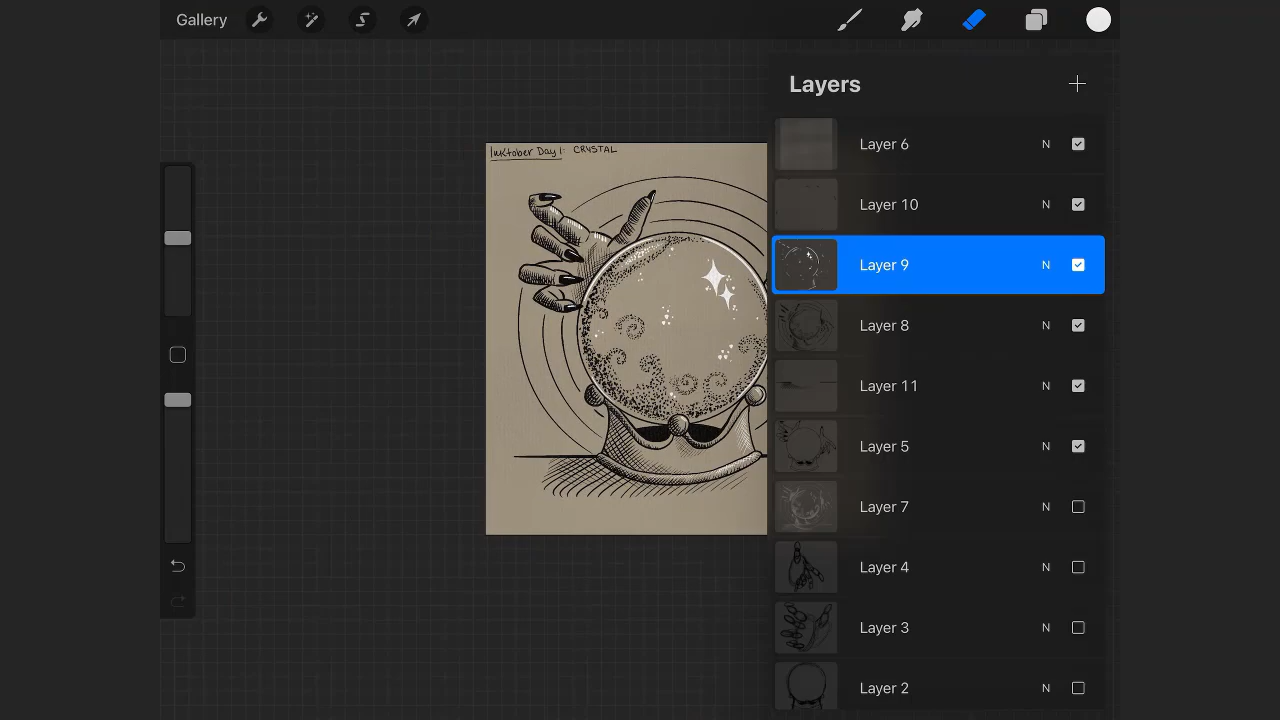 Gallery
Layers
Inktober Day 1: CRYSTAL
Layer 6 N
Layer 10 N
Layer 9 N
Layer 8 N
Layer 11 N
Layer 5 N
Layer 7 N
Layer 4 N
Layer 3 N
Layer 2 N